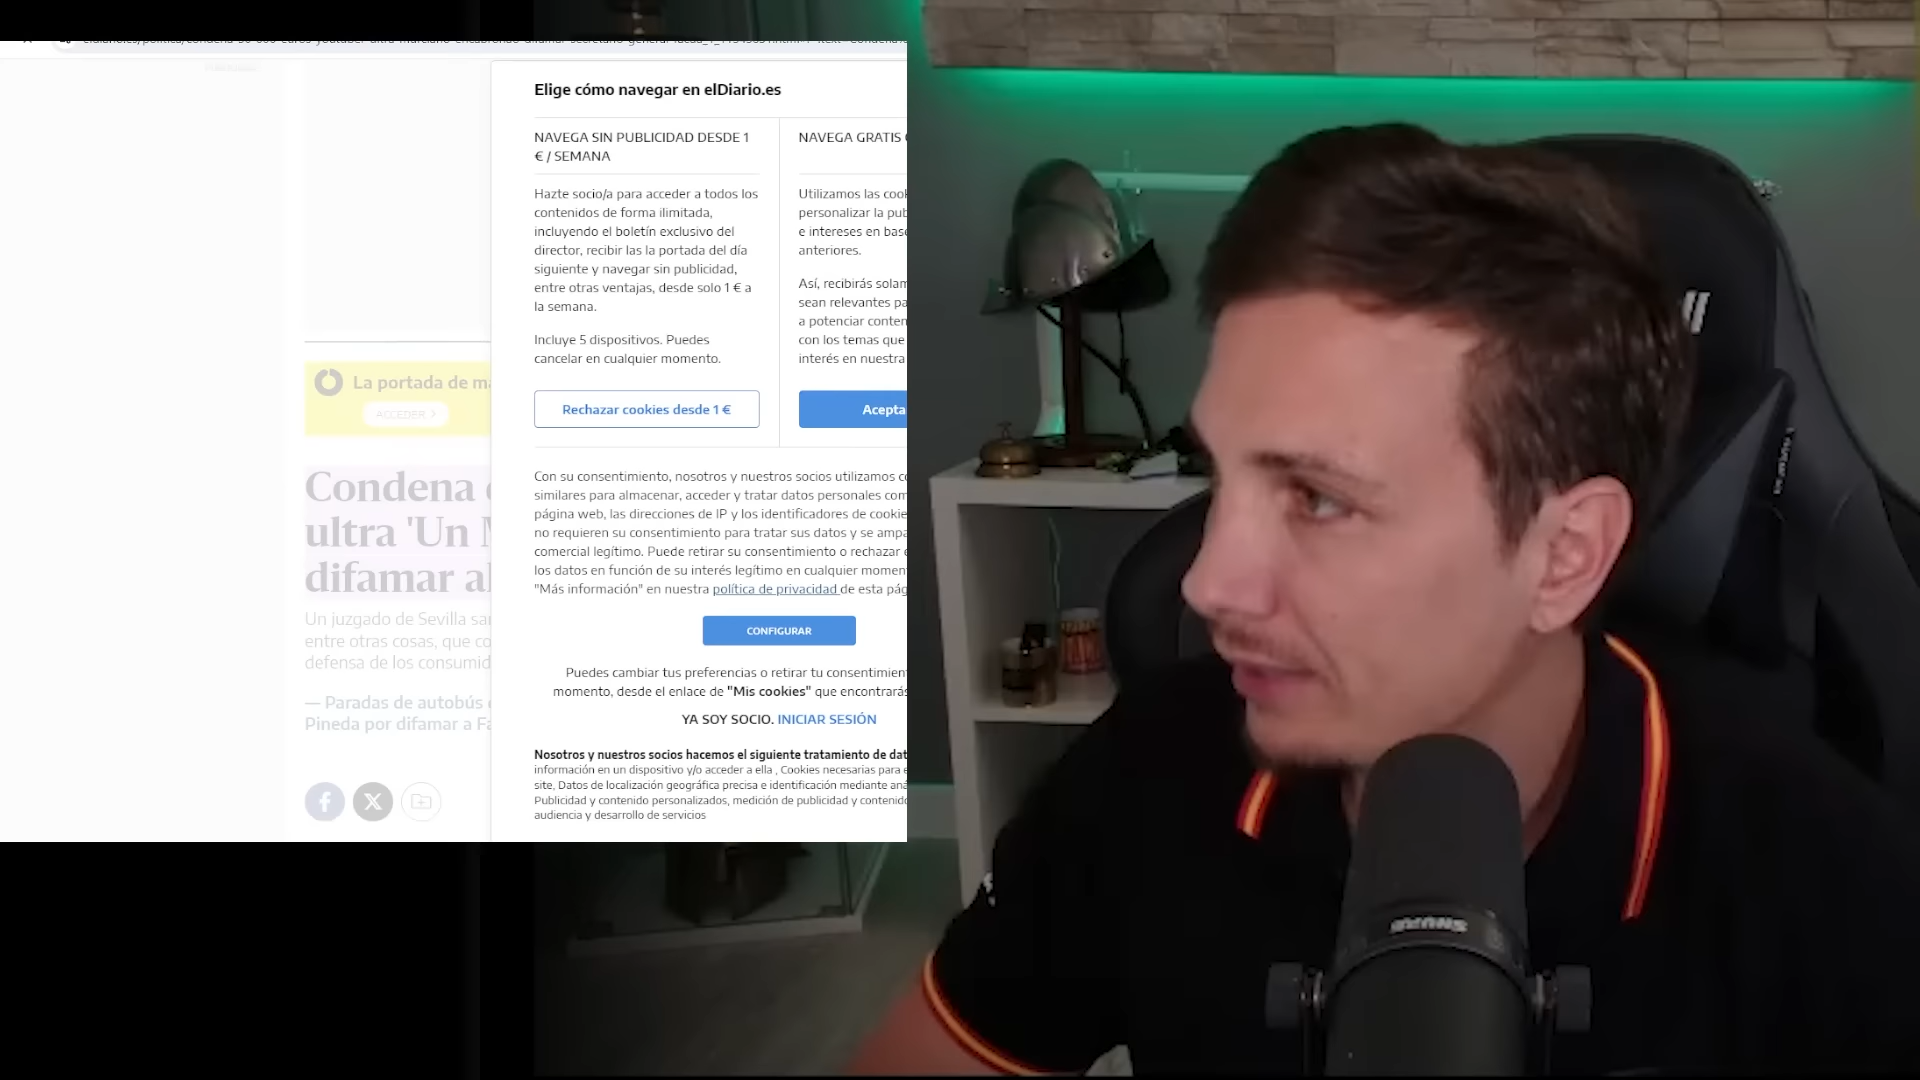 Elige cómo navegar en elDiario.es
NAVEGA SIN PUBLICIDAD DESDE 1
€ / SEMANA
Hazte socio/a para acceder a todos los
contenidos de forma ilimitada,
incluyendo el boletín exclusivo del
director, recibir las la portada del día
siguiente y navegar sin publicidad,
entre otras ventajas, desde solo 1 € a
la semana.
Incluye 5 dispositivos. Puedes
cancelar en cualquier momento.
Rechazar cookies desde 1 €
NAVEGA GRATIS
Utilizamos las
personalizar la
e intereses en
anteriores.
Así, recibirás
sean relevantes
a potenciar
con los temas que
interés en nuestra
Acepta
Con su consentimiento, nosotros y nuestros socios utilizamos
similares para almacenar, acceder y tratar datos personales
página web, las direcciones de IP y los identificadores de
no requieren su consentimiento para tratar sus datos y se
comercial legítimo. Puede retirar su consentimiento o rechazar
los datos en función de su interés legítimo en cualquier
"Más información" en nuestra política de privacidad de esta
CONFIGURAR
Puedes cambiar tus preferencias o retirar tu
momento, desde el enlace de "Mis cookies" que
YA SOY SOCIO. INICIAR SESIÓN
Nosotros y nuestros socios hacemos el siguiente tratamiento de
información en un dispositivo y/o acceder a ella , Cookies necesarias para
site, Datos de localización geográfica precisa e identificación mediante
Publicidad y contenido personalizados, medición de publicidad y
audiencia y desarrollo de servicios
La portada de
ACCEDER >
Condena
ultra 'Un
difamar
Un juzgado de Sevilla
entre otras cosas, que
defensa de los
— Paradas de autobús
Pineda por difamar a
SHURE